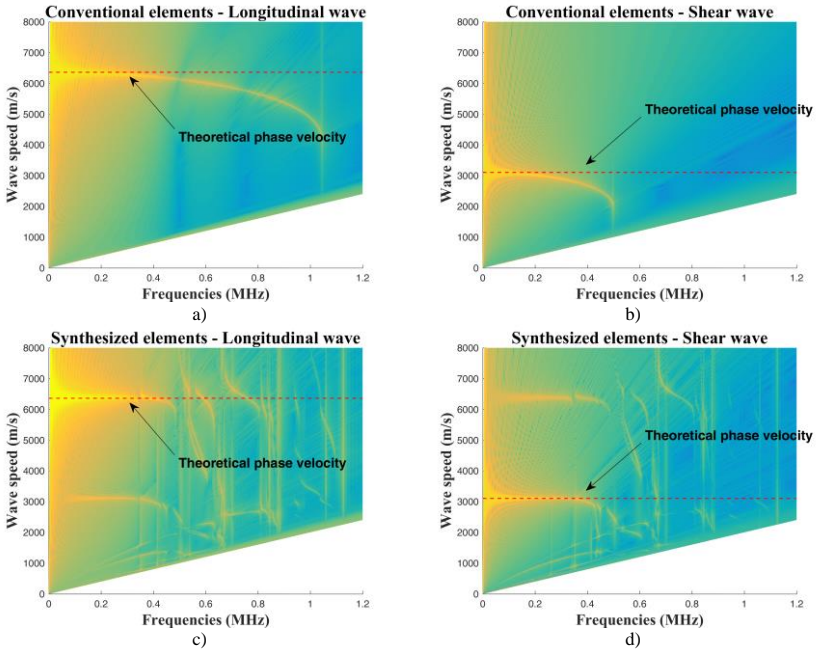 Conventional elements - Longitudinal wave
8000
7000
6000
5000
4000
3000
2000
1000
0
Wave speed (m/s)
Theoretical phase velocity
0 0.2 0.4 0.6 0.8 1 1.2
Frequencies (MHz)
a)
Conventional elements - Shear wave
8000
7000
6000
5000
4000
3000
2000
1000
0
Wave speed (m/s)
Theoretical phase velocity
0 0.2 0.4 0.6 0.8 1 1.2
Frequencies (MHz)
b)
Synthesized elements - Longitudinal wave
8000
7000
6000
5000
4000
3000
2000
1000
0
Wave speed (m/s)
Theoretical phase velocity
0 0.2 0.4 0.6 0.8 1 1.2
Frequencies (MHz)
c)
Synthesized elements - Shear wave
8000
7000
6000
5000
4000
3000
2000
1000
0
Wave speed (m/s)
Theoretical phase velocity
0 0.2 0.4 0.6 0.8 1 1.2
Frequencies (MHz)
d)